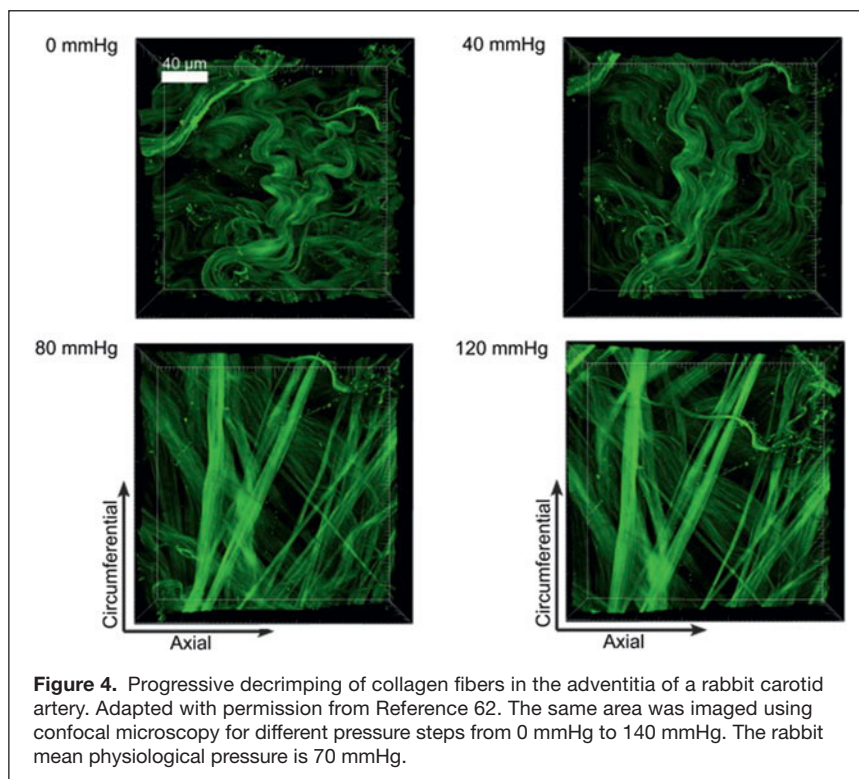 0 mmHg
40 mmHg
40 µm
80 mmHg
120 mmHg
Circumferential
Axial
Circumferential
Axial
Figure 4. Progressive decrimping of collagen fibers in the adventitia of a rabbit carotid
artery. Adapted with permission from Reference 62. The same area was imaged using
confocal microscopy for different pressure steps from 0 mmHg to 140 mmHg. The rabbit
mean physiological pressure is 70 mmHg.